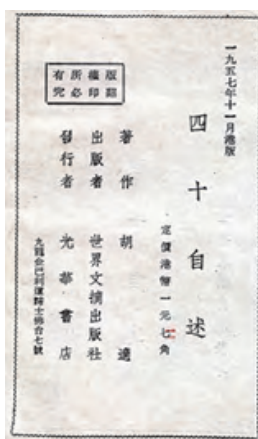 一九五七年十一月港版
四十自述
定價港幣一元七角
著作 胡適
出版者 世界文摘出版社
發行者 光華書店
九龍金巴利道諾士佛台七號
版權所有
翻印必究